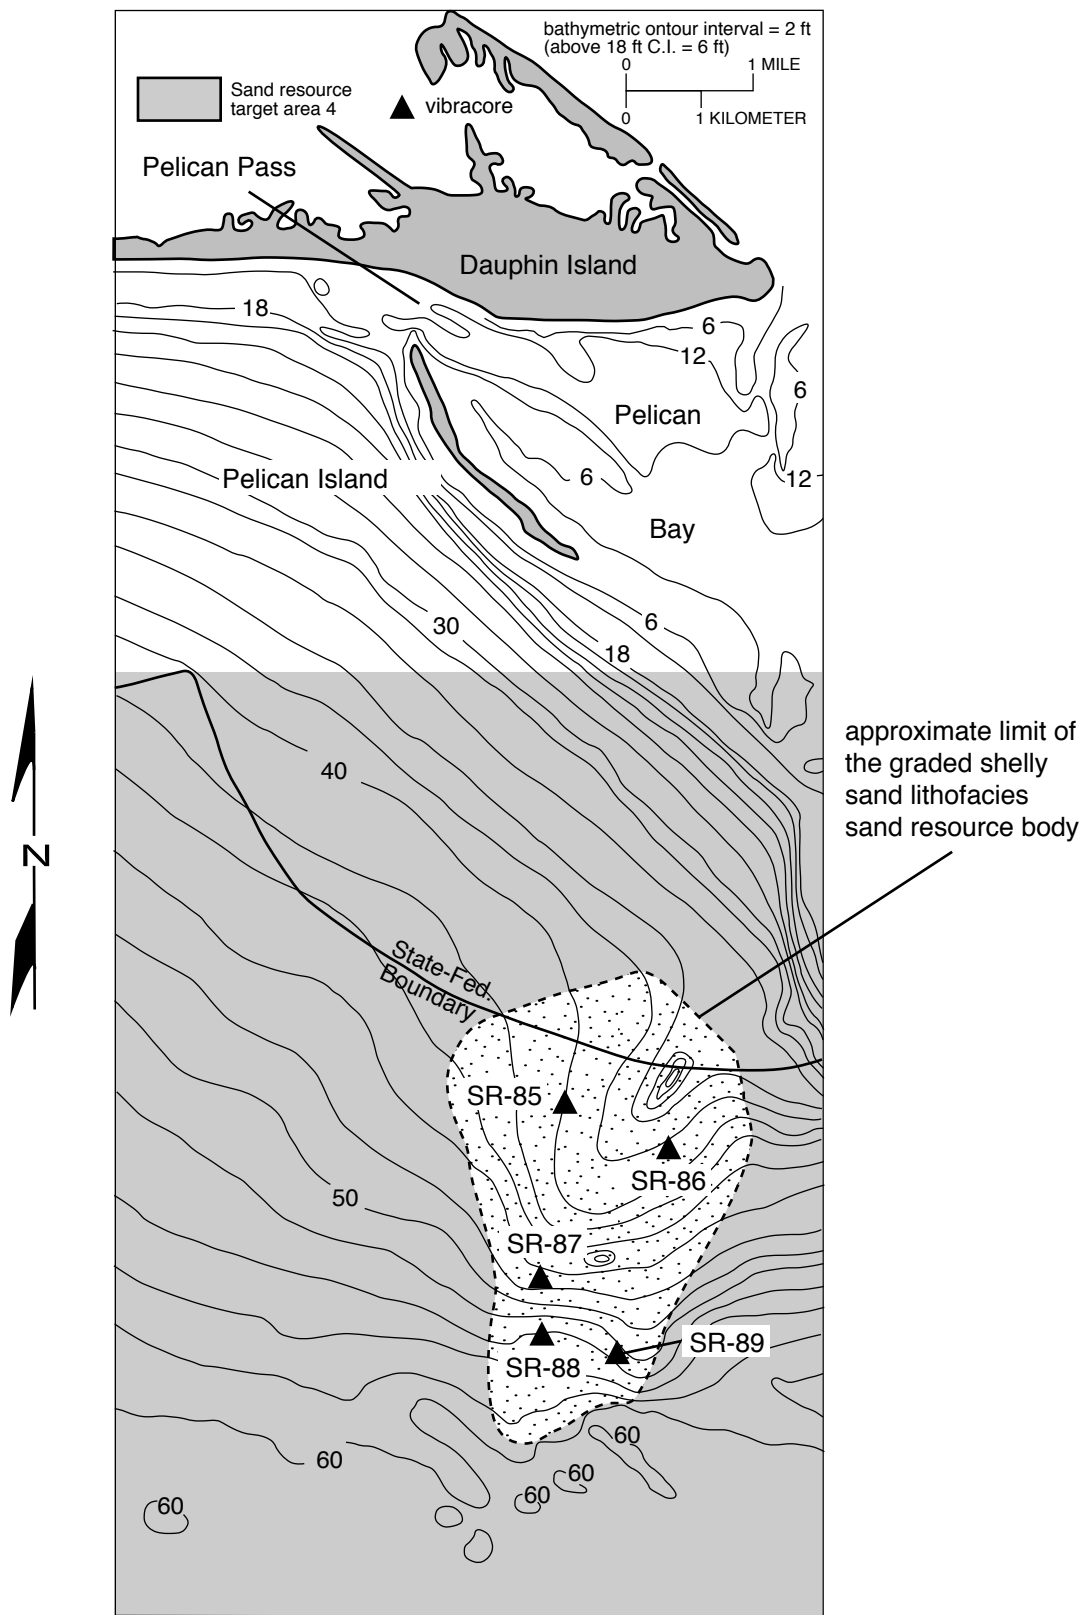 bathymetric ontour interval = 2 ft
(above 18 ft C.I. = 6 ft)
0 1 MILE
0 1 KILOMETER
Sand resource
target area 4
vibracore
Pelican Pass
Dauphin Island
18
6
12
6
Pelican
Pelican Island
6
12
Bay
30
6
18
approximate limit of
the graded shelly
sand lithofacies
sand resource body
40
N
State-Fed.
Boundary
SR-85
SR-86
50
SR-87
SR-89
SR-88
60
60
60
60
60